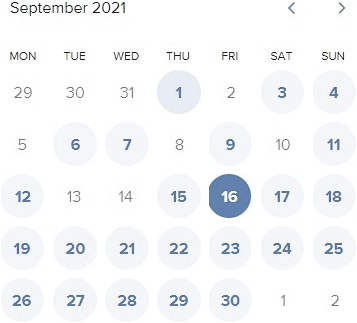 September 2021
MON TUE WED THU FRI SAT SUN
29 30 31 1 2 3 4
5 6 7 8 9 10 11
12 13 14 15 16 17 18
19 20 21 22 23 24 25
26 27 28 29 30 1 2